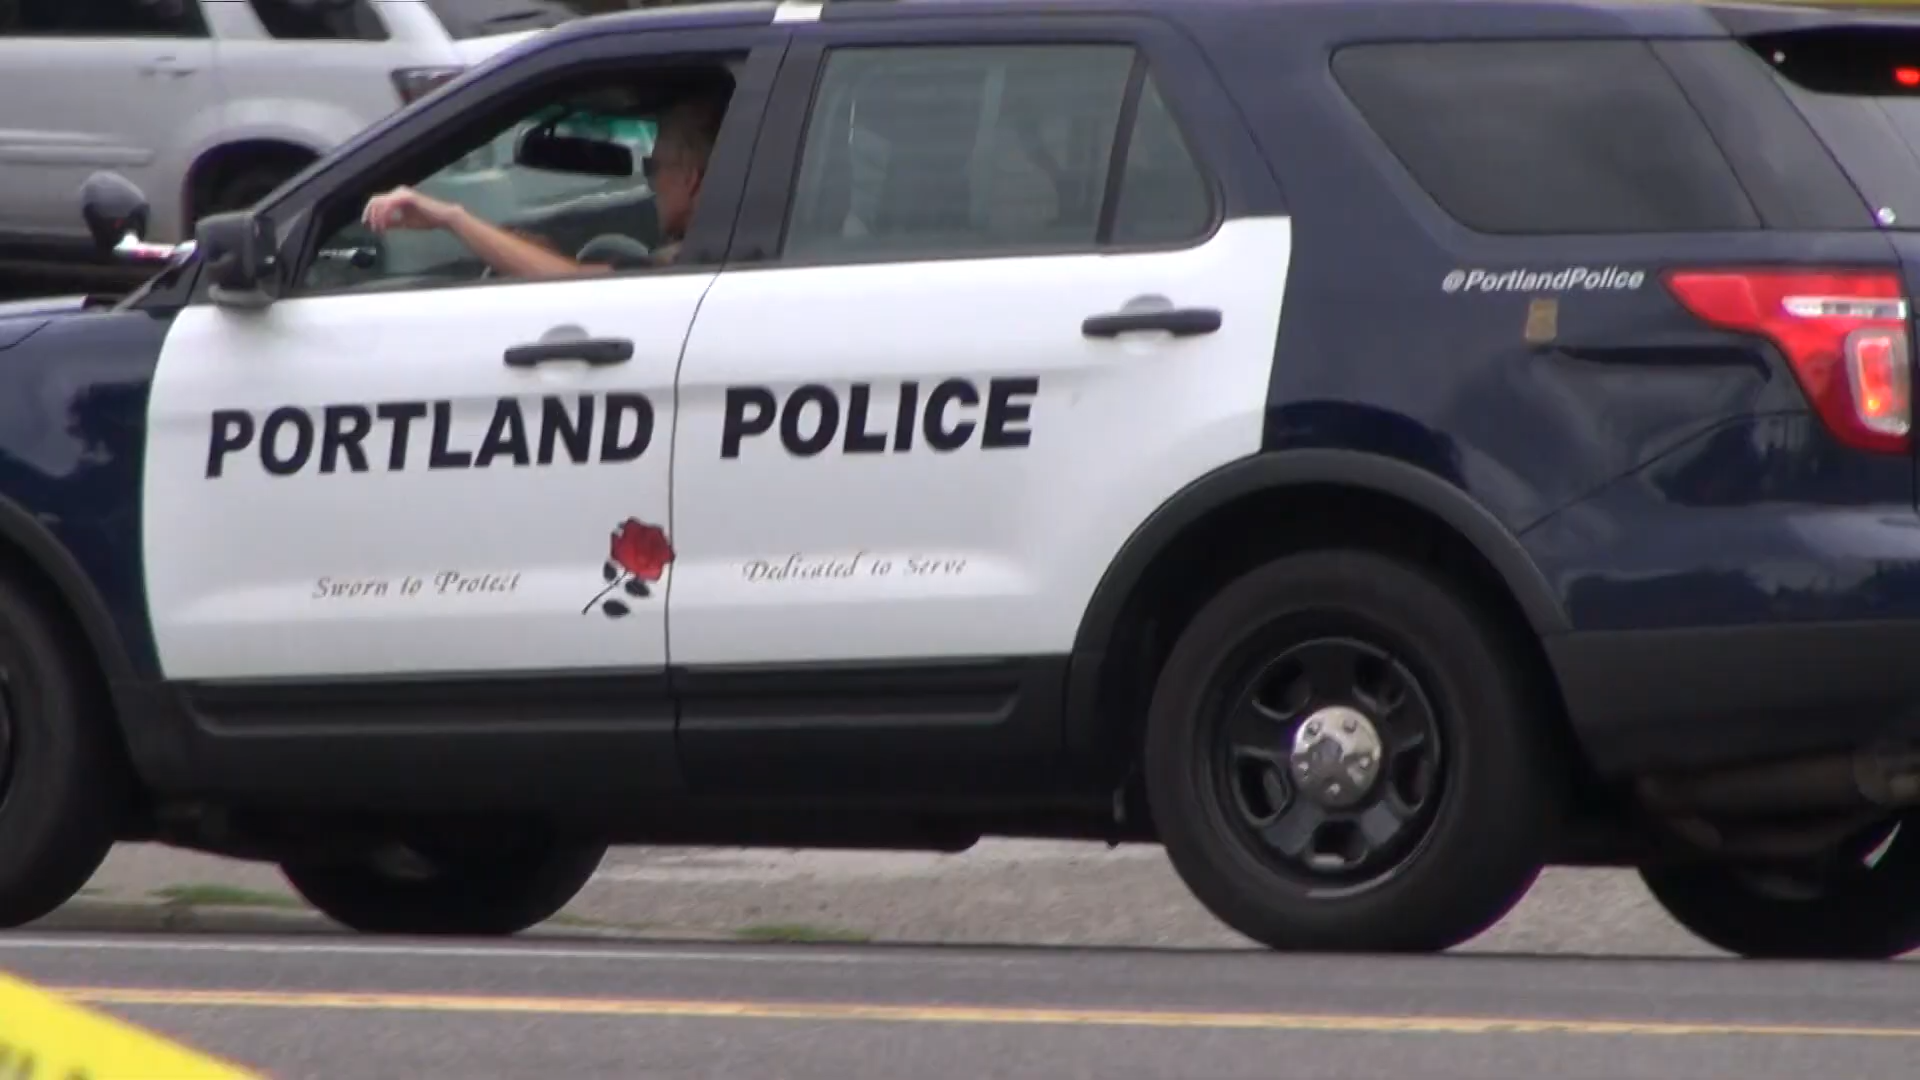 @PortlandPolice
PORTLAND POLICE
Sworn to Protect
Dedicated to Serve